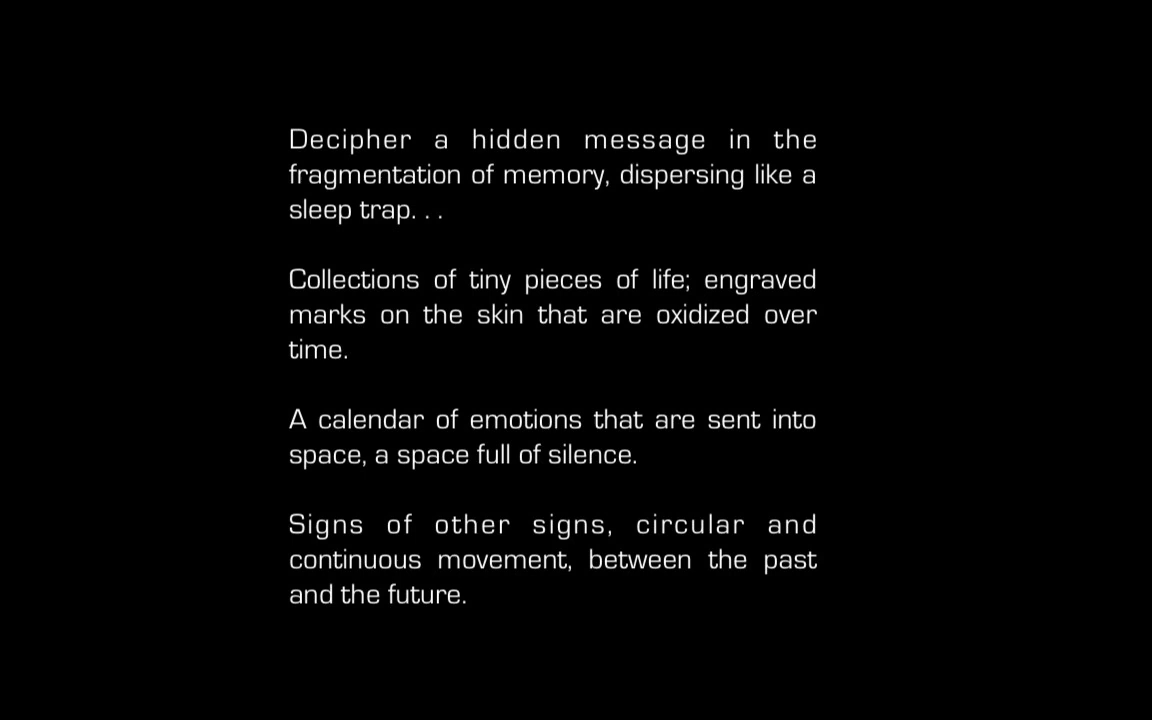 Decipher a hidden message in the
fragmentation of memory, dispersing like a
sleep trap. . .
Collections of tiny pieces of life; engraved
marks on the skin that are oxidized over
time.
A calendar of emotions that are sent into
space, a space full of silence.
Signs of other signs, circular and
continuous movement, between the past
and the future.